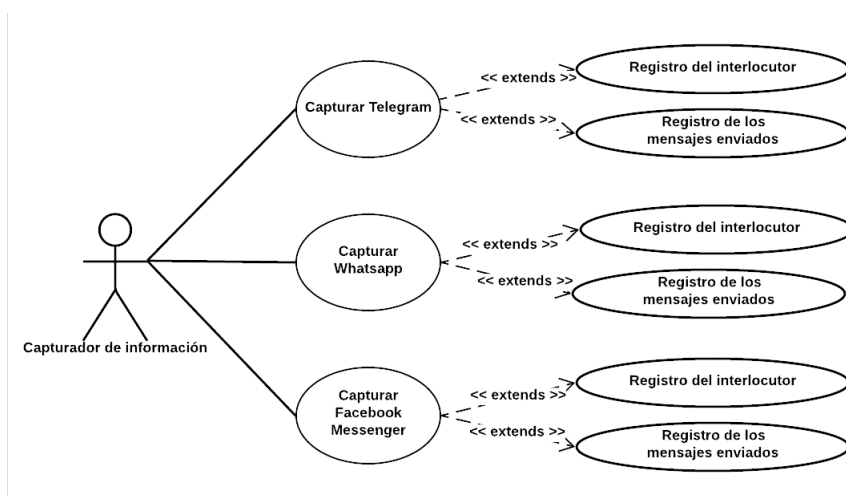 Registro del interlocutor
<< extends >>
Capturar Telegram
<< extends >>
Registro de los
mensajes enviados
Registro del interlocutor
<< extends >>
Capturar
Whatsapp
<< extends >>
Registro de los
mensajes enviados
Capturador de información
Registro del interlocutor
<< extends >>
Capturar
Facebook
Messenger
<< extends >>
Registro de los
mensajes enviados